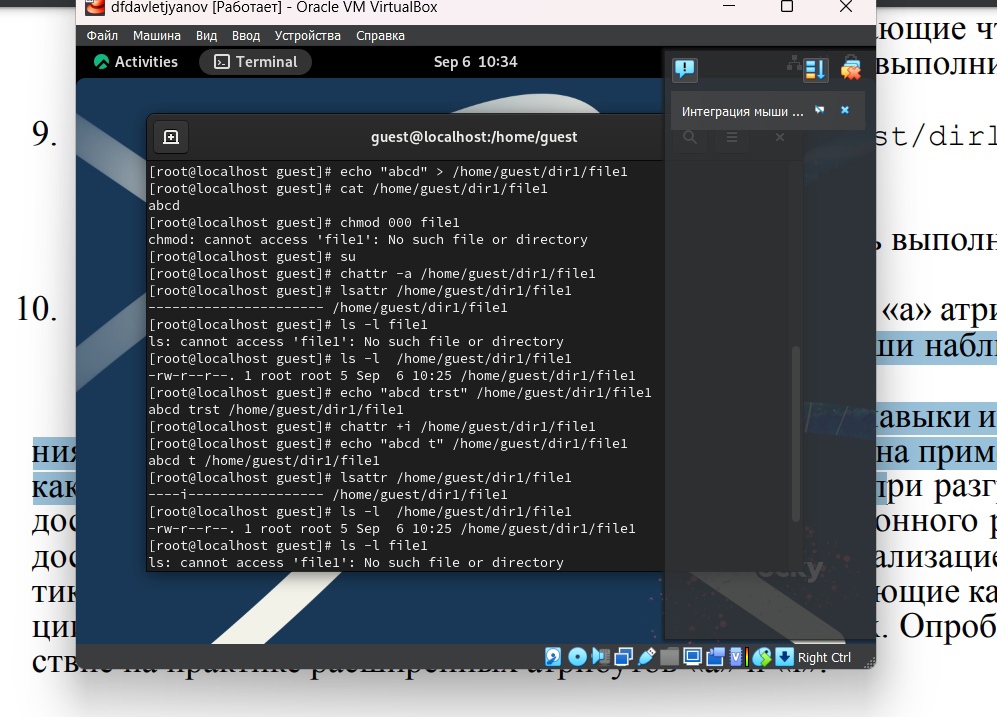 dfdavletjyanov [Работает] - Oracle VM VirtualBox
Файл Машина Вид Ввод Устройства Справка
Activities Terminal Sep 6 10:34
Интеграция мыши ...
guest@localhost:/home/guest
[root@localhost guest]# echo "abcd" > /home/guest/dir1/file1
[root@localhost guest]# cat /home/guest/dir1/file1
abcd
[root@localhost guest]# chmod 000 file1
chmod: cannot access 'file1': No such file or directory
[root@localhost guest]# su
[root@localhost guest]# chattr -a /home/guest/dir1/file1
[root@localhost guest]# lsattr /home/guest/dir1/file1
---------------------- /home/guest/dir1/file1
[root@localhost guest]# ls -l file1
ls: cannot access 'file1': No such file or directory
[root@localhost guest]# ls -l  /home/guest/dir1/file1
-rw-r--r--. 1 root root 5 Sep  6 10:25 /home/guest/dir1/file1
[root@localhost guest]# echo "abcd trst" /home/guest/dir1/file1
abcd trst /home/guest/dir1/file1
[root@localhost guest]# chattr +i /home/guest/dir1/file1
[root@localhost guest]# echo "abcd t" /home/guest/dir1/file1
abcd t /home/guest/dir1/file1
[root@localhost guest]# lsattr /home/guest/dir1/file1
----i----------------- /home/guest/dir1/file1
[root@localhost guest]# ls -l  /home/guest/dir1/file1
-rw-r--r--. 1 root root 5 Sep  6 10:25 /home/guest/dir1/file1
[root@localhost guest]# ls -l file1
ls: cannot access 'file1': No such file or directory
Right Ctrl
ющие чт
выполни
9. st/dir1
ь выполн
10. «а» атри
ши набл
авыки и
ния на прим
как при разг
дос онного р
дос ализацие
тик ющие ка
ци к. Опроб